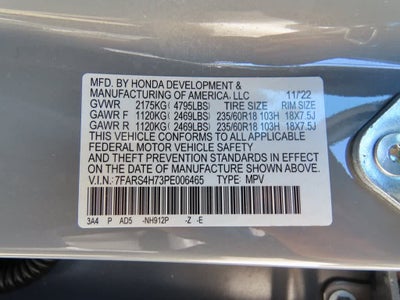 MFD. BY HONDA DEVELOPMENT &
MANUFACTURING OF AMERICA, LLC 11/22
GVWR 2175KG( 4795LBS) TIRE SIZE RIM SIZE
GAWR F 1120KG( 2469LBS) 235/60R18 103H 18X7.5J
GAWR R 1120KG( 2469LBS) 235/60R18 103H 18X7.5J
THIS VEHICLE CONFORMS TO ALL APPLICABLE
FEDERAL MOTOR VEHICLE SAFETY, BUMPER,
AND THEFT PREVENTION STANDARDS IN EFFECT
ON THE DATE OF MANUFACTURE SHOWN ABOVE.
V.I.N.: 7FARS4H73PE006465 TYPE: MPV
3A4 P AD5 -NH912P -Z -E